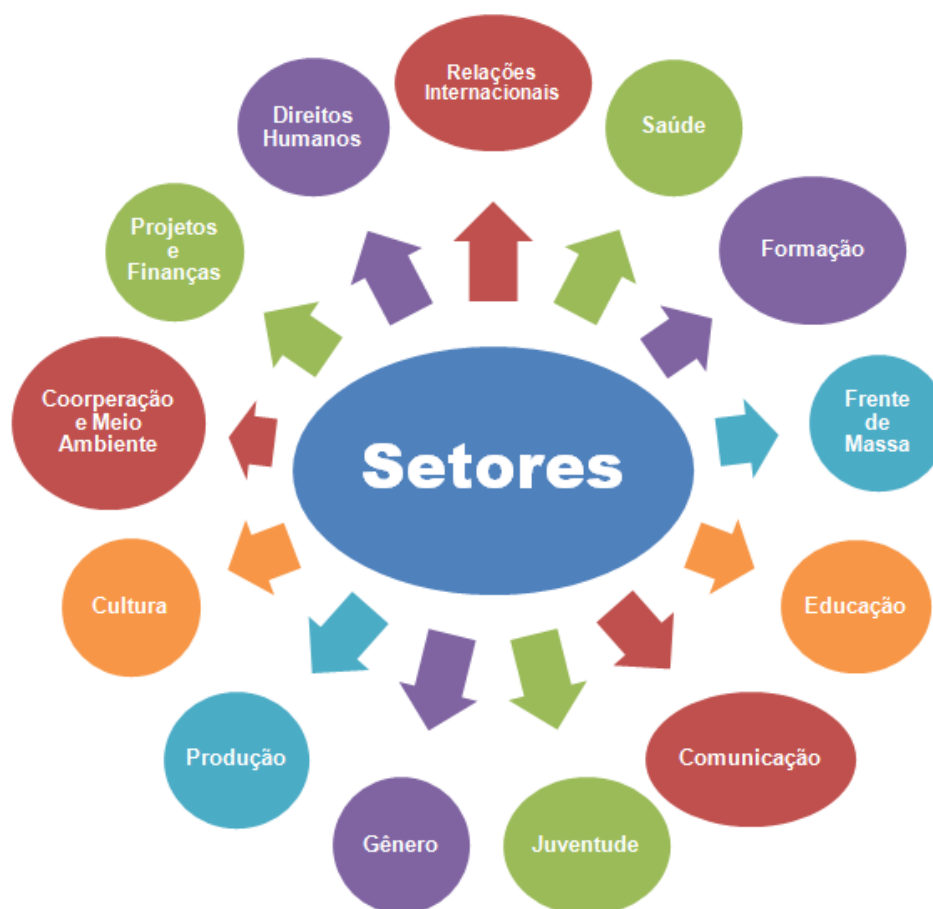 Relações
Internacionais
Saúde
Formação
Frente
de
Massa
Educação
Comunicação
Juventude
Gênero
Produção
Cultura
Coorperação
e Meio
Ambiente
Projetos
e
Finanças
Direitos
Humanos
Setores